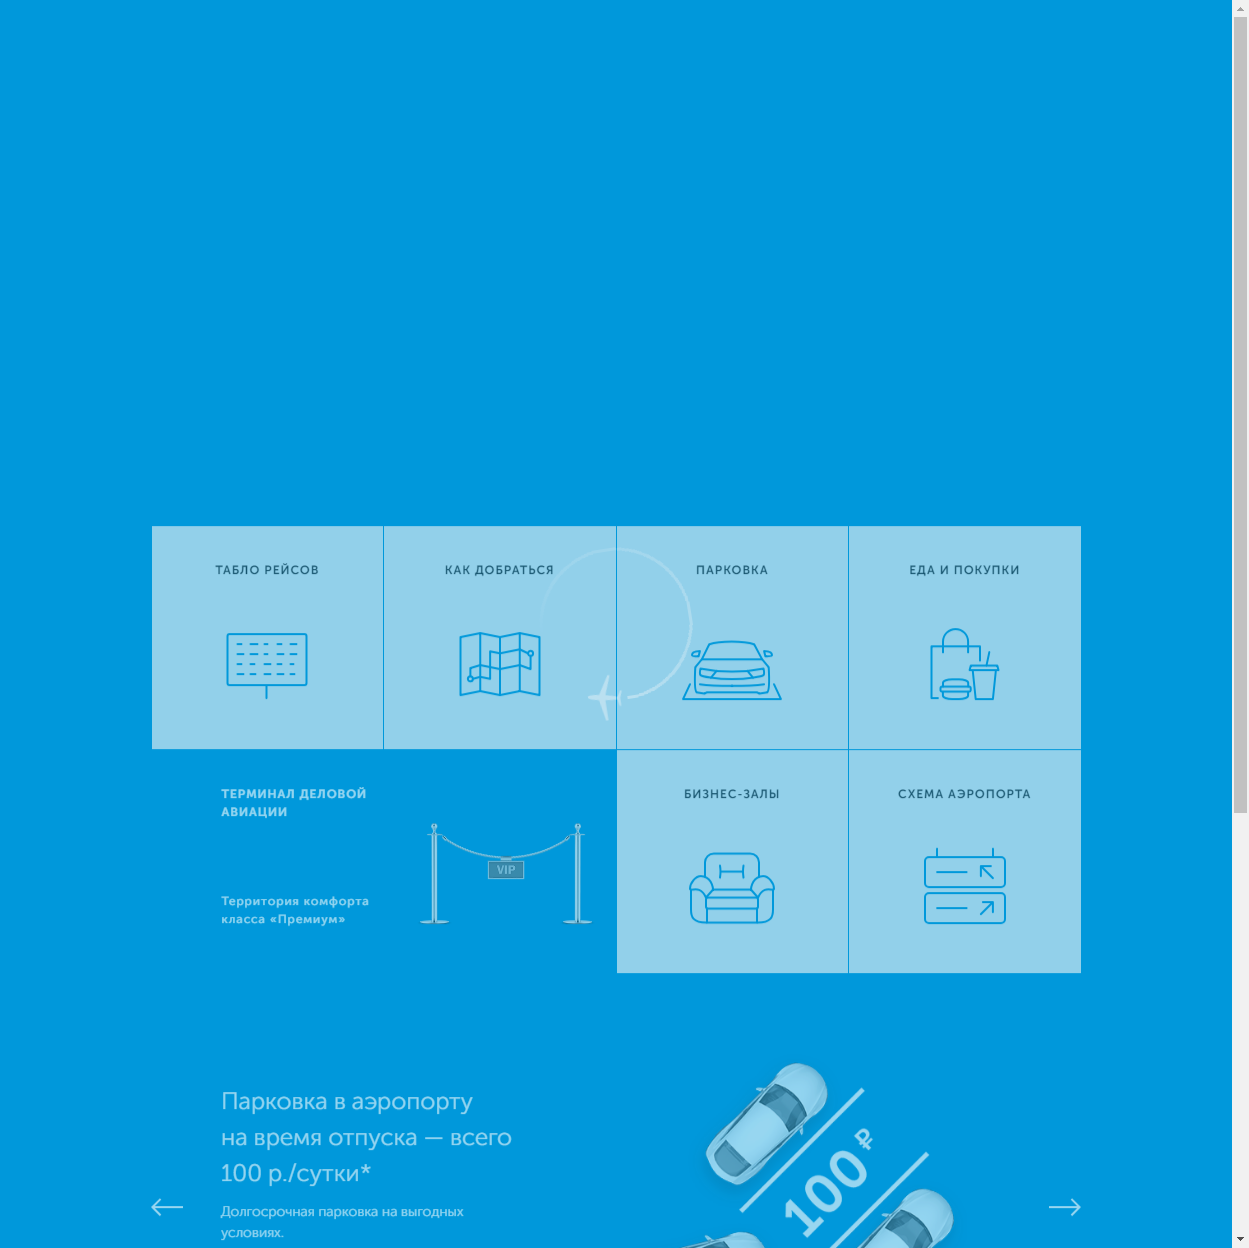 ТАБЛО РЕЙСОВ
КАК ДОБРАТЬСЯ
ПАРКОВКА
ЕДА И ПОКУПКИ
ТЕРМИНАЛ ДЕЛОВОЙ
АВИАЦИИ
VIP
Территория комфорта
класса «Премиум»
БИЗНЕС-ЗАЛЫ
СХЕМА АЭРОПОРТА
Парковка в аэропорту
на время отпуска — всего
100 р./сутки*
Долгосрочная парковка на выгодных
условиях.
100 ₽